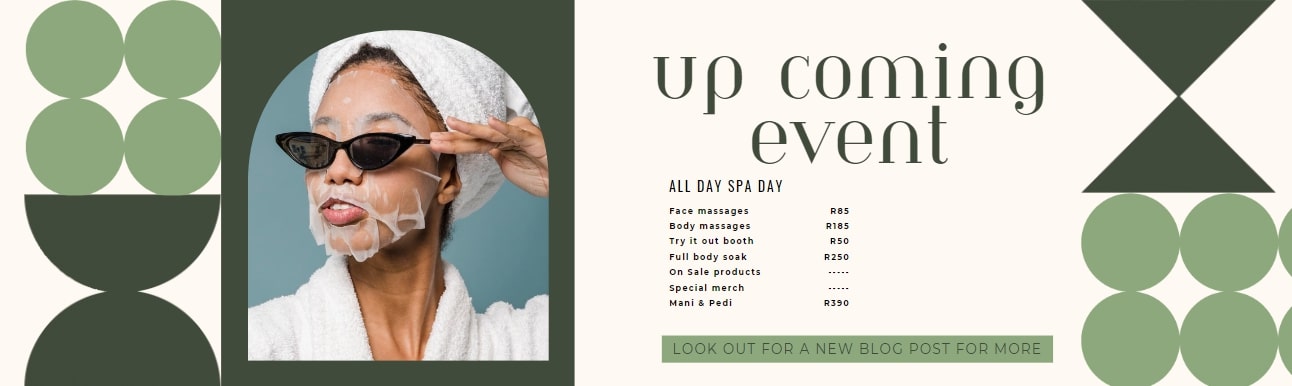 up coming
event
ALL DAY SPA DAY
Face massages R85
Body massages R185
Try it out booth R50
Full body soak R250
On Sale products -----
Special merch -----
Mani & Pedi R390
LOOK OUT FOR A NEW BLOG POST FOR MORE